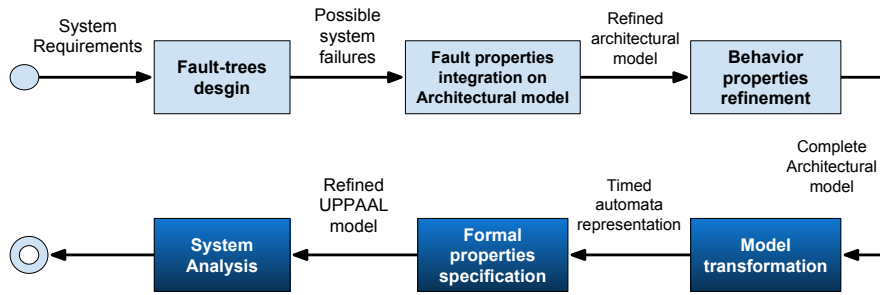 System
Requirements
Fault-trees
desgin
Possible
system
failures
Fault properties
integration on
Architectural model
Refined
architectural
model
Behavior
properties
refinement
Complete
Architectural
model
Model
transformation
Timed
automata
representation
Formal
properties
specification
Refined
UPPAAL
model
System
Analysis